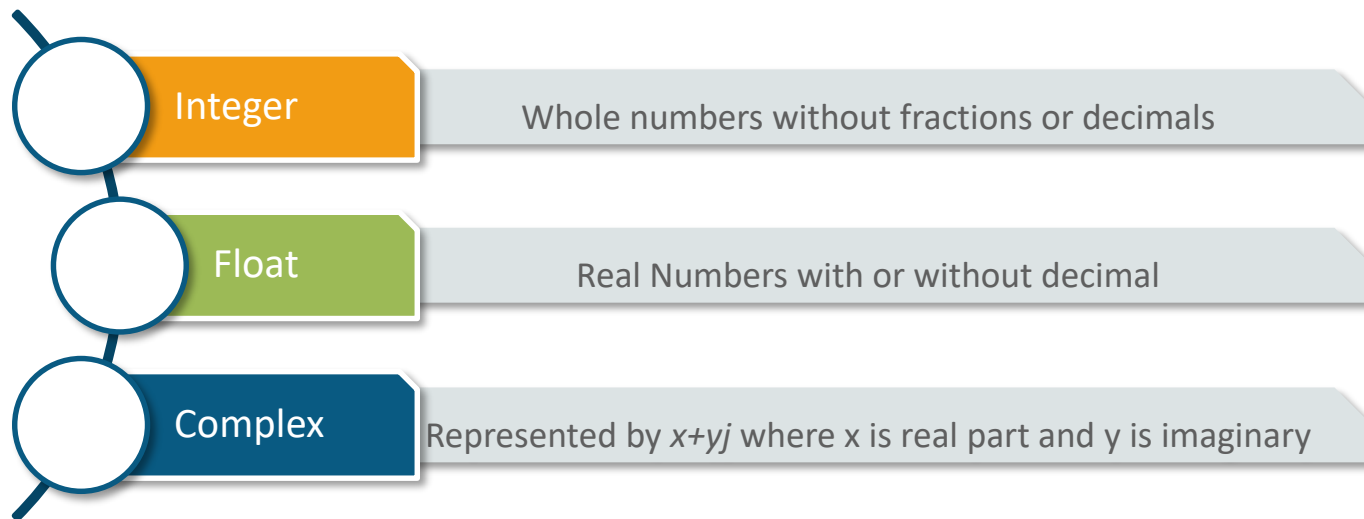 Integer
Whole numbers without fractions or decimals
Float
Real Numbers with or without decimal
Complex
Represented by x+yj where x is real part and y is imaginary